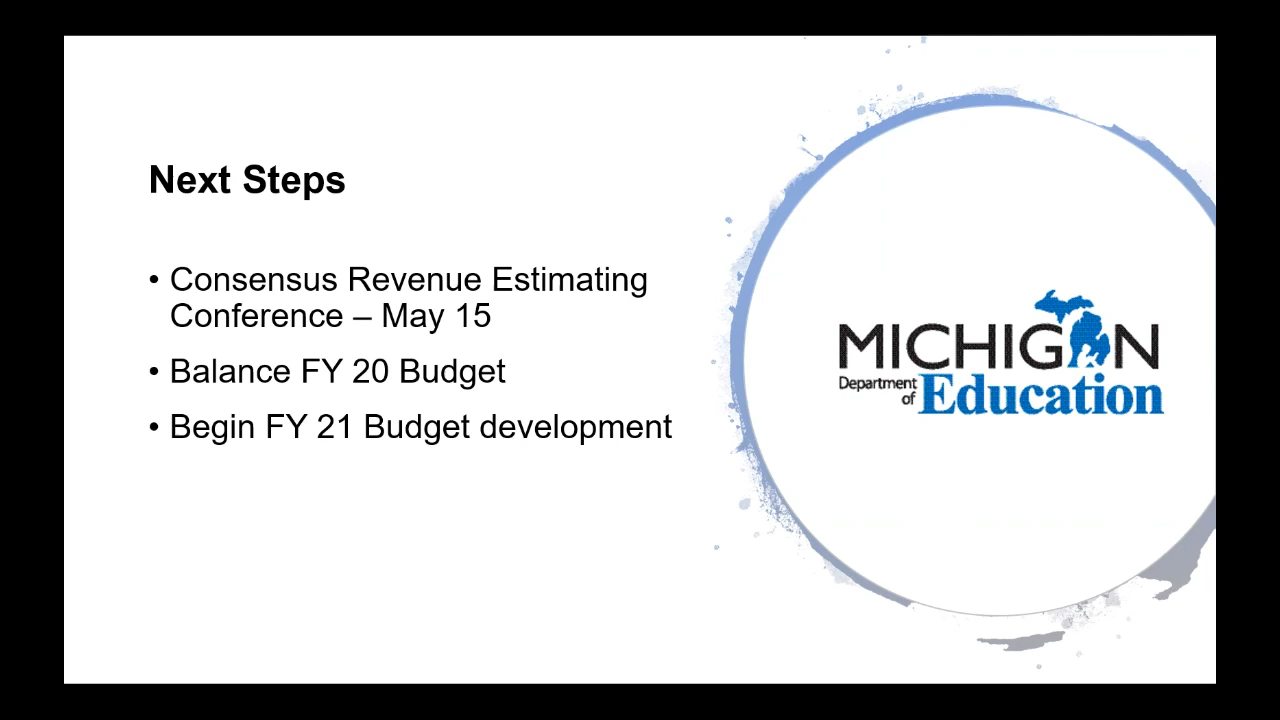 Next Steps
• Consensus Revenue Estimating
Conference – May 15
• Balance FY 20 Budget
• Begin FY 21 Budget development
MICHIGAN
Department
of Education